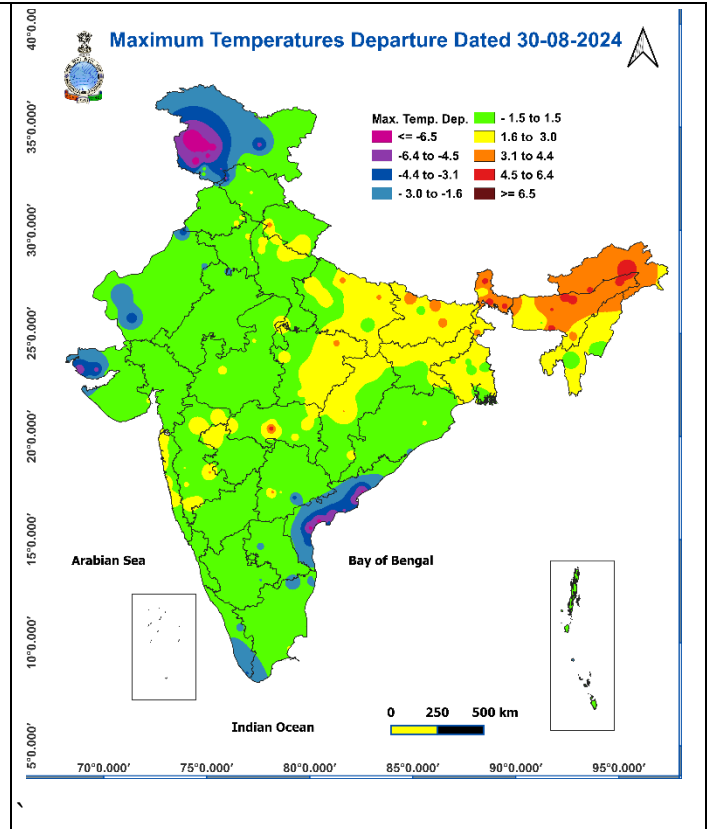 Maximum Temperatures Departure Dated 30-08-2024
Max. Temp. Dep.
<= -6.5
-6.4 to -4.5
-4.4 to -3.1
- 3.0 to -1.6
- 1.5 to 1.5
1.6 to 3.0
3.1 to 4.4
4.5 to 6.4
>= 6.5
40°0.000'
35°0.000'
30°0.000'
25°0.000'
20°0.000'
15°0.000'
10°0.000'
5°0.000'
Arabian Sea
Bay of Bengal
Indian Ocean
0 250 500 km
70°0.000' 75°0.000' 80°0.000' 85°0.000' 90°0.000' 95°0.000'
`